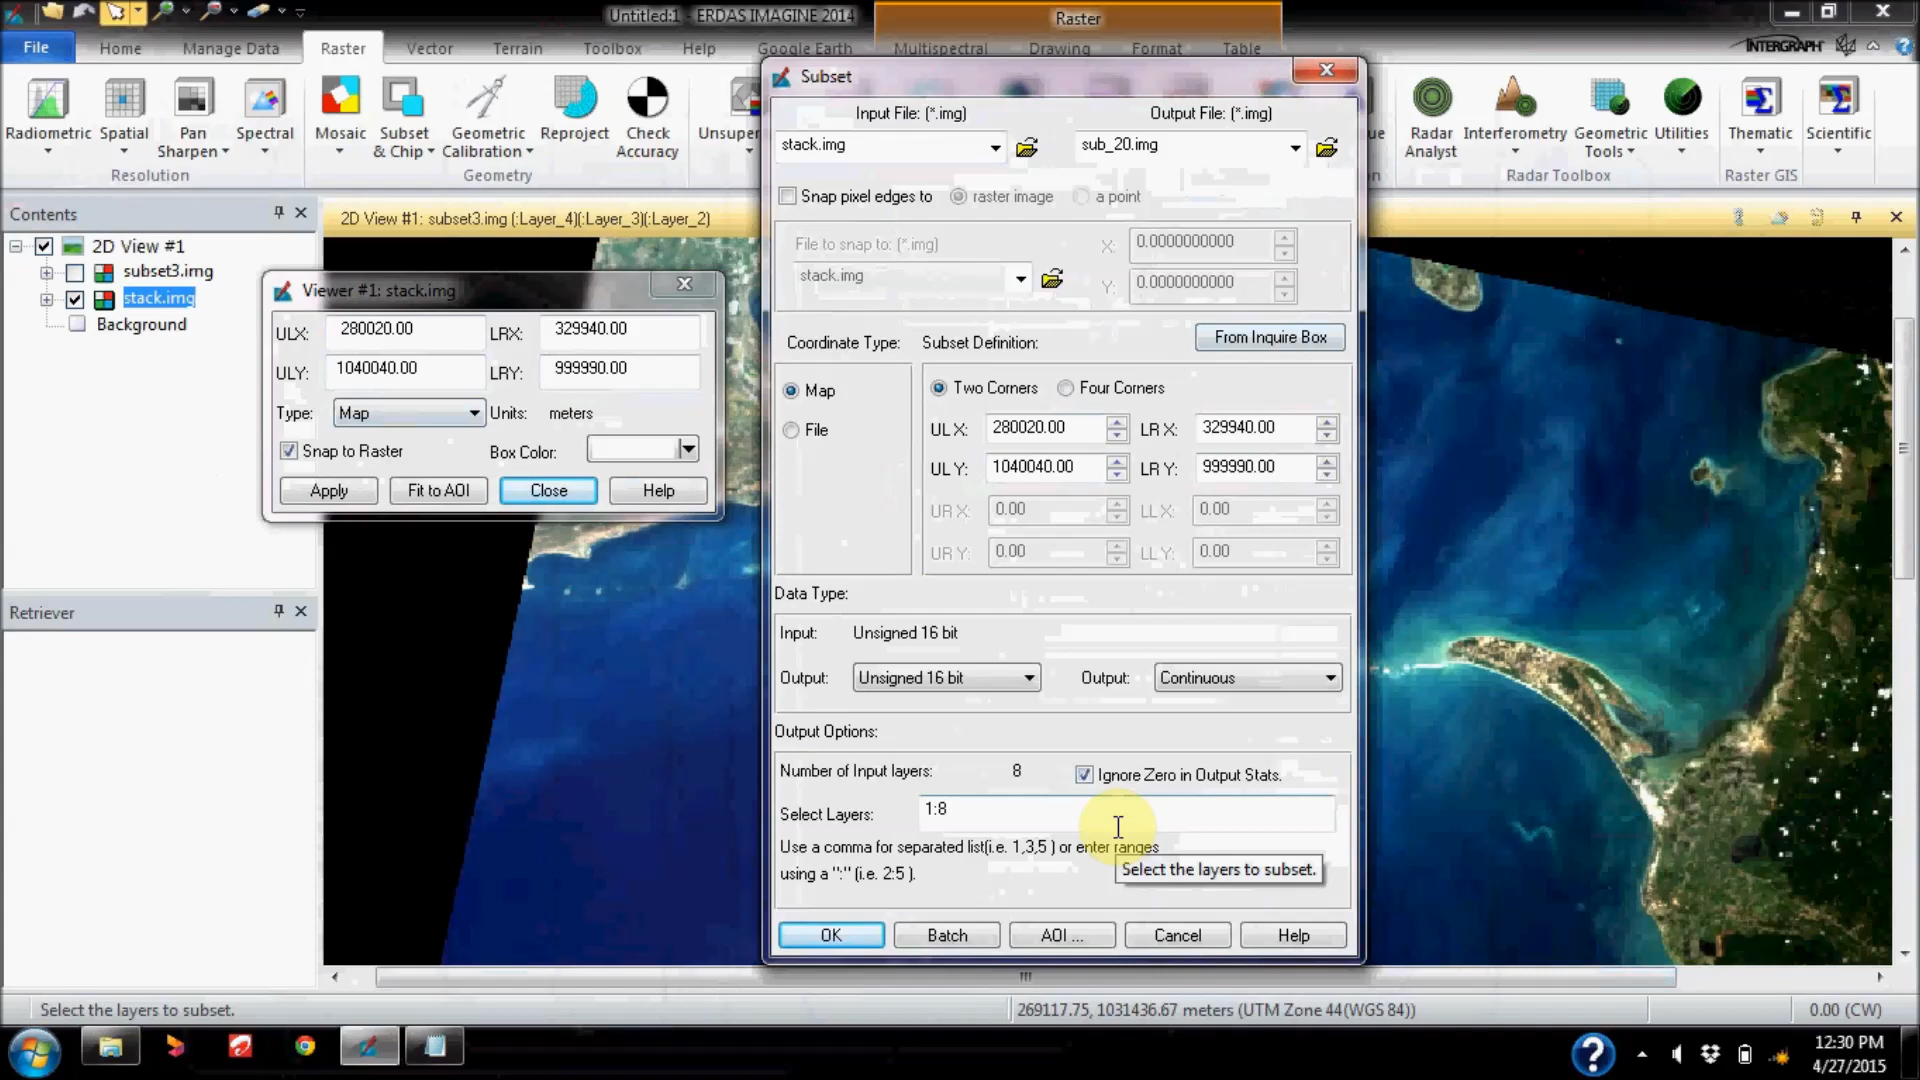 Untitled:1 - ERDAS IMAGINE 2014
Raster
File Home Manage Data Raster Vector Terrain Toolbox Help Google Earth Multispectral Drawing Format Table
INTERGRAPH
Radiometric Spatial Pan Sharpen Spectral Mosaic Subset & Chip Geometric Calibration Reproject Check Accuracy Unsuper Radar Analyst Interferometry Geometric Tools Utilities Thematic Scientific
Resolution Geometry Radar Toolbox Raster GIS
Contents
2D View #1
subset3.img
stack.img
Background
Retriever
2D View #1: subset3.img (:Layer_4)(:Layer_3)(:Layer_2)
Viewer #1: stack.img
ULX: 280020.00 LRX: 329940.00
ULY: 1040040.00 LRY: 999990.00
Type: Map Units: meters
Snap to Raster Box Color:
Apply Fit to AOI Close Help
Subset
Input File: (*.img) Output File: (*.img)
stack.img sub_20.img
Snap pixel edges to raster image a point
File to snap to: (*.img) X: 0.0000000000
stack.img Y: 0.0000000000
Coordinate Type: Subset Definition: From Inquire Box
Map Two Corners Four Corners
File UL X: 280020.00 LR X: 329940.00
UL Y: 1040040.00 LR Y: 999990.00
UR X: 0.00 LL X: 0.00
UR Y: 0.00 LL Y: 0.00
Data Type:
Input: Unsigned 16 bit
Output: Unsigned 16 bit Output: Continuous
Output Options:
Number of Input layers: 8 Ignore Zero in Output Stats.
Select Layers: 1:8
Use a comma for separated list(i.e. 1,3,5 ) or enter ranges
using a ":" (i.e. 2:5 ).
Select the layers to subset.
OK Batch AOI ... Cancel Help
Select the layers to subset. 269117.75, 1031436.67 meters (UTM Zone 44(WGS 84)) 0.00 (CW)
12:30 PM
4/27/2015